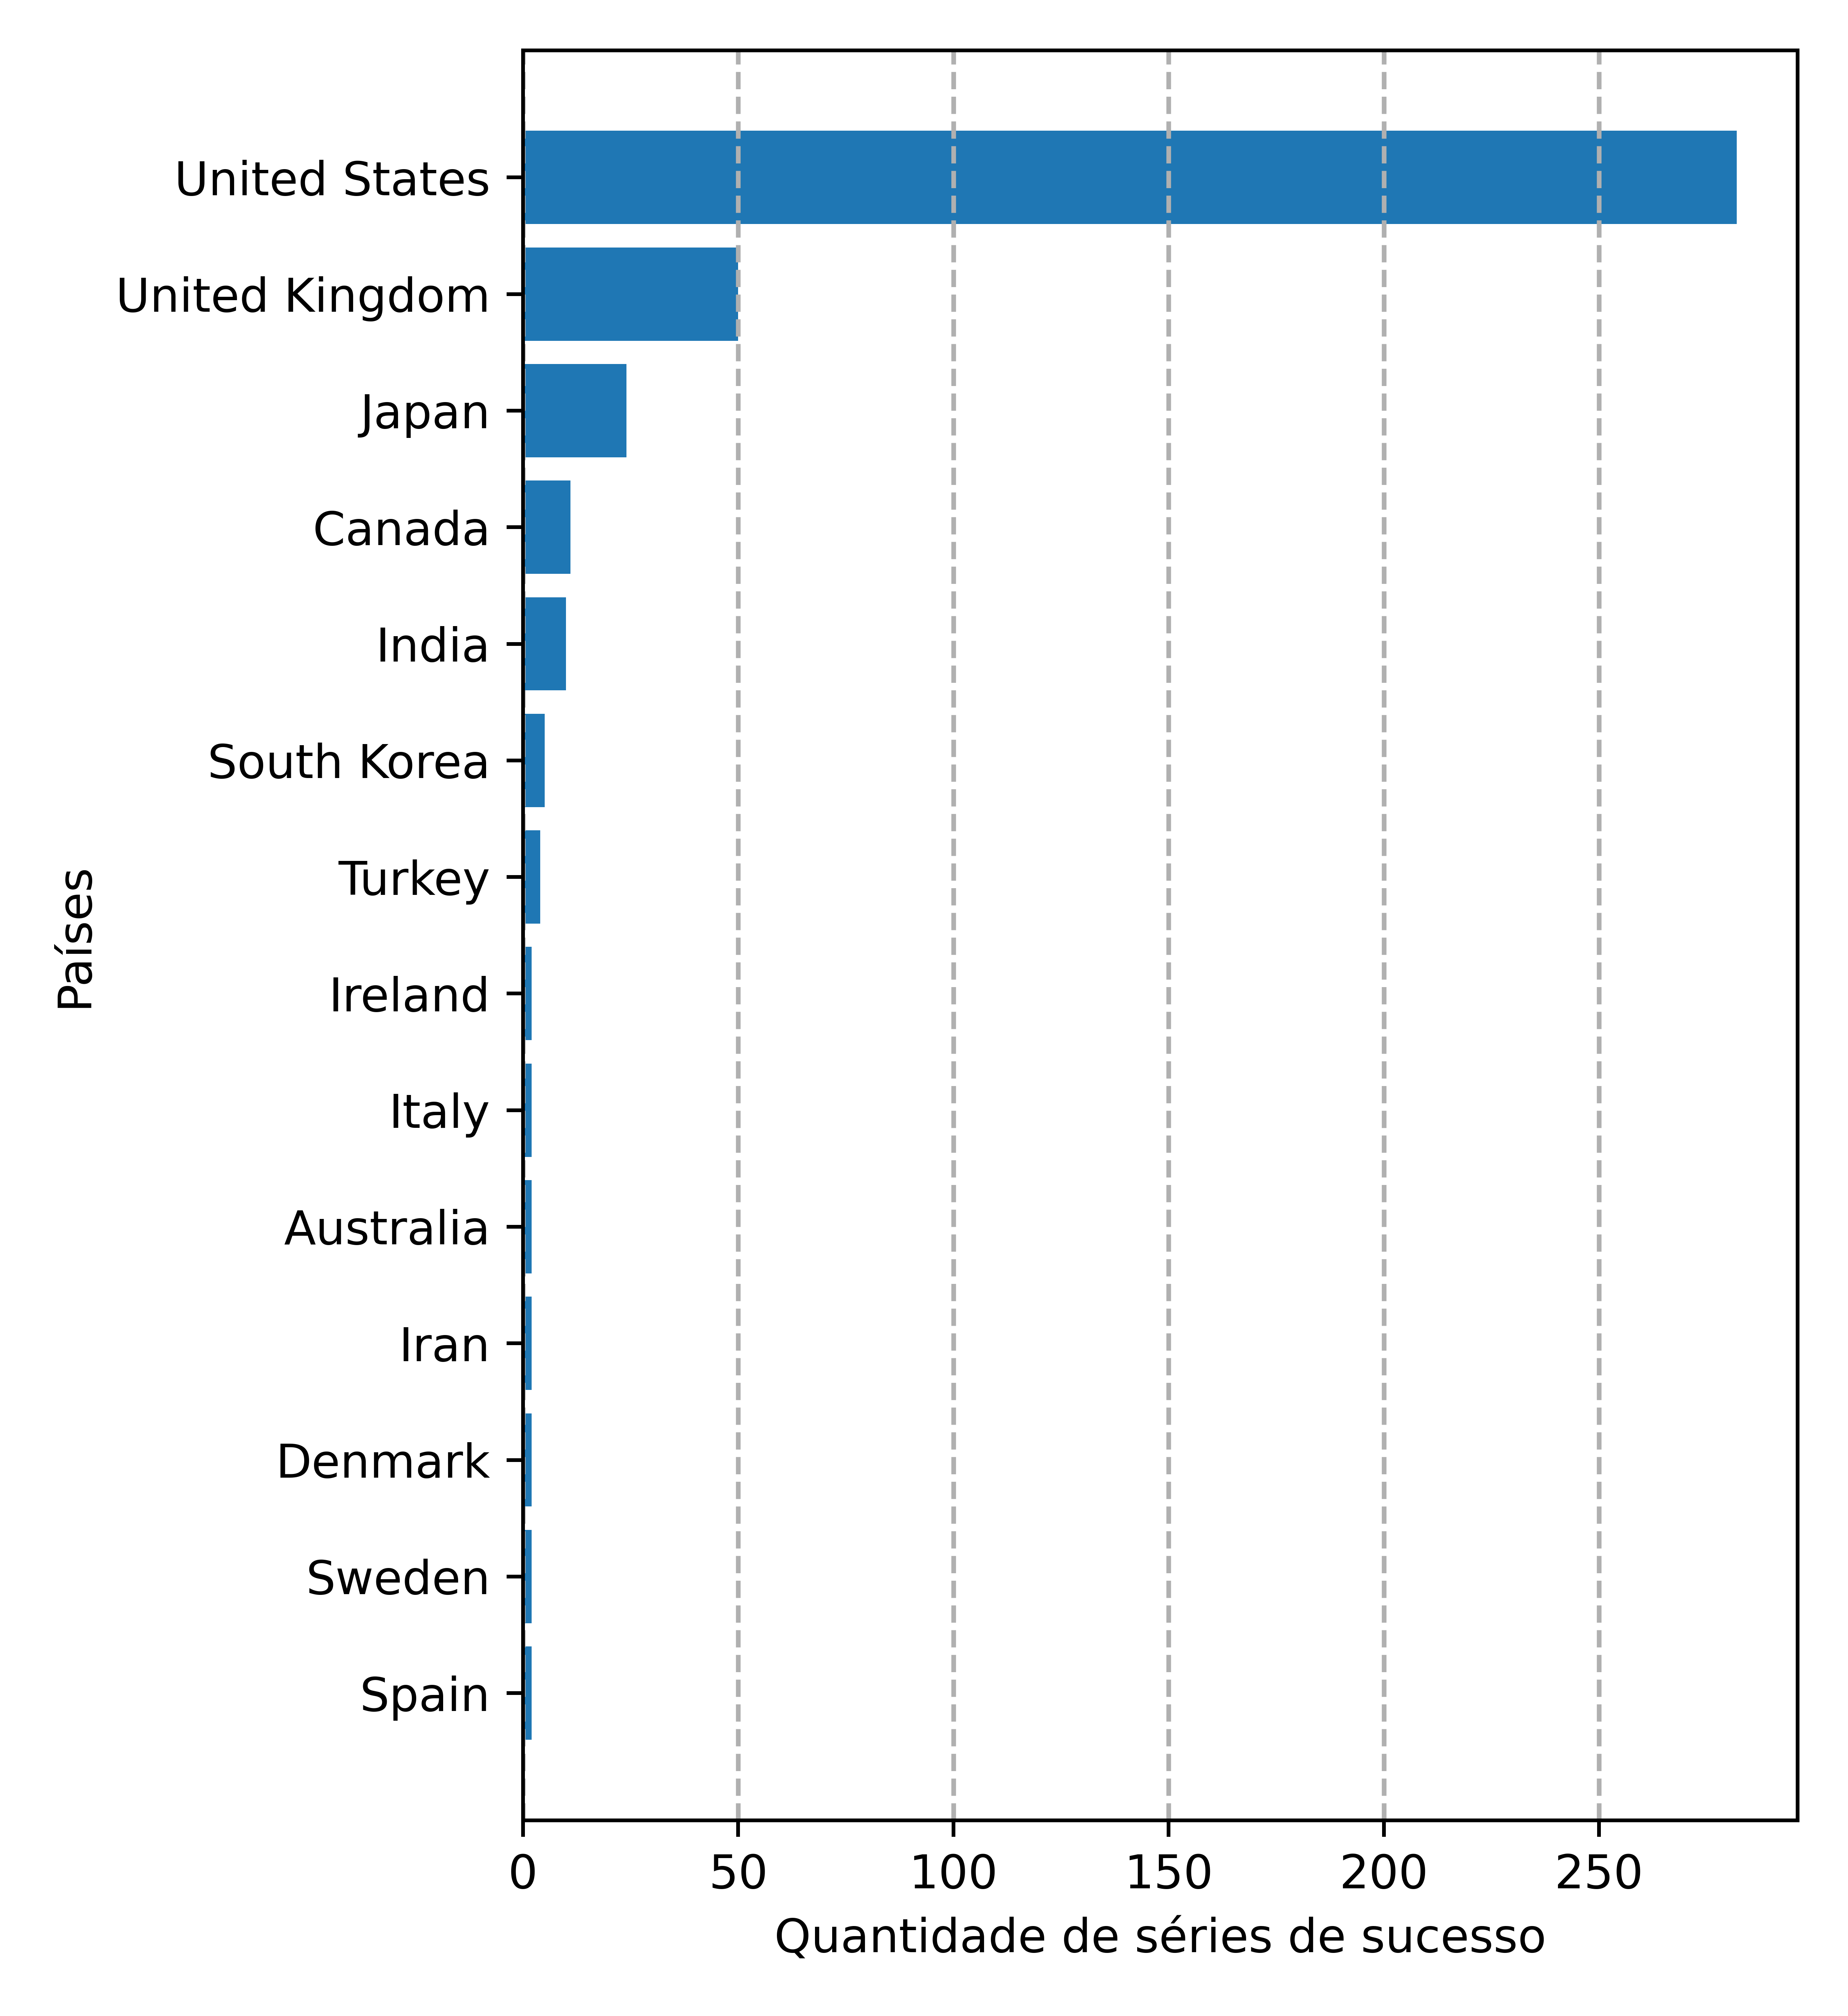 United States
United Kingdom
Japan
Canada
India
South Korea
Turkey
Ireland
Italy
Australia
Iran
Denmark
Sweden
Spain
Países
0 50 100 150 200 250
Quantidade de séries de sucesso